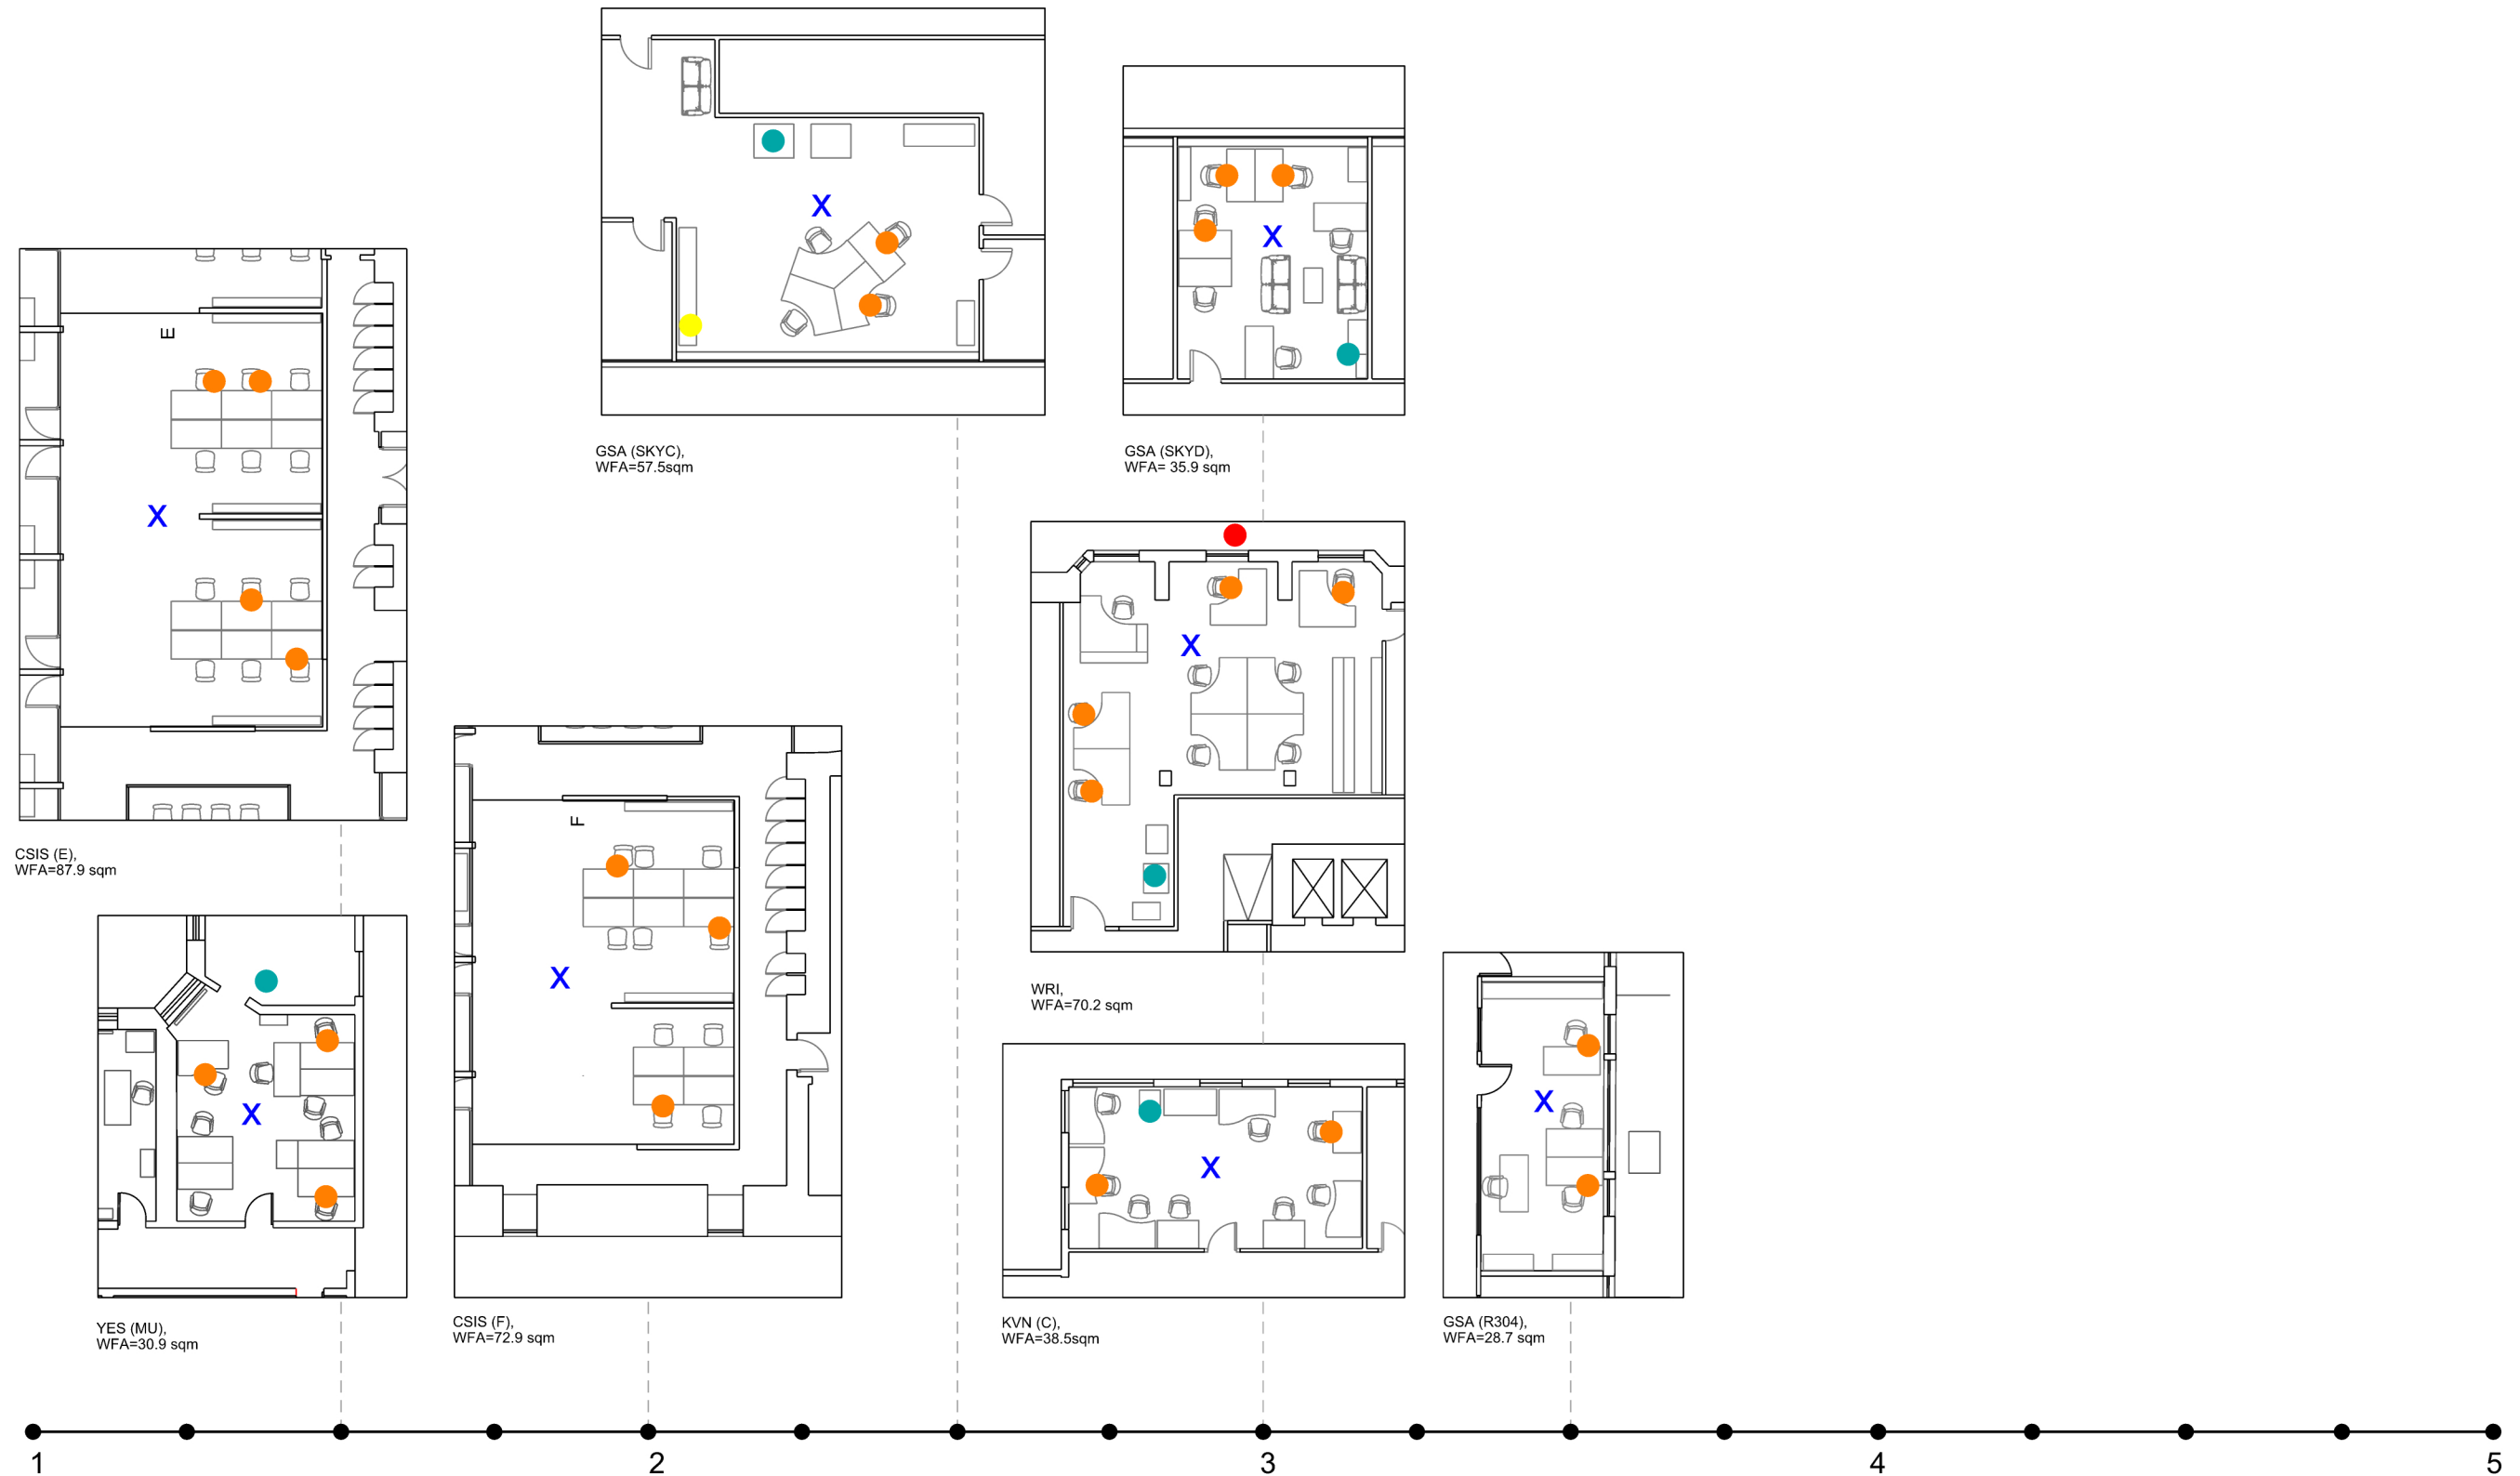 E
X
CSIS (E),
WFA=87.9 sqm
X
GSA (SKYC),
WFA=57.5sqm
X
GSA (SKYD),
WFA= 35.9 sqm
X
WRI,
WFA=70.2 sqm
X
YES (MU),
WFA=30.9 sqm
F
X
CSIS (F),
WFA=72.9 sqm
X
KVN (C),
WFA=38.5sqm
X
GSA (R304),
WFA=28.7 sqm
1
2
3
4
5